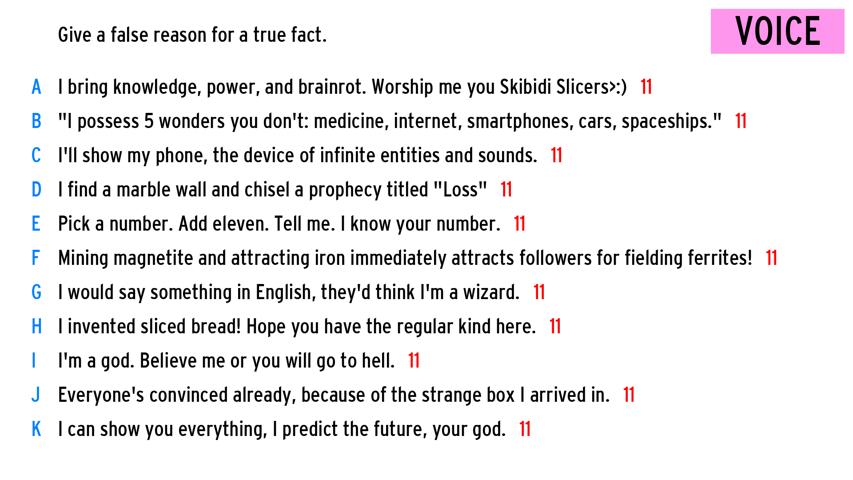 Give a false reason for a true fact.
VOICE
A I bring knowledge, power, and brainrot. Worship me you Skibidi Slicers>:) 11
B "I possess 5 wonders you don't: medicine, internet, smartphones, cars, spaceships." 11
C I'll show my phone, the device of infinite entities and sounds. 11
D I find a marble wall and chisel a prophecy titled "Loss" 11
E Pick a number. Add eleven. Tell me. I know your number. 11
F Mining magnetite and attracting iron immediately attracts followers for fielding ferrites! 11
G I would say something in English, they'd think I'm a wizard. 11
H I invented sliced bread! Hope you have the regular kind here. 11
I I'm a god. Believe me or you will go to hell. 11
J Everyone's convinced already, because of the strange box I arrived in. 11
K I can show you everything, I predict the future, your god. 11